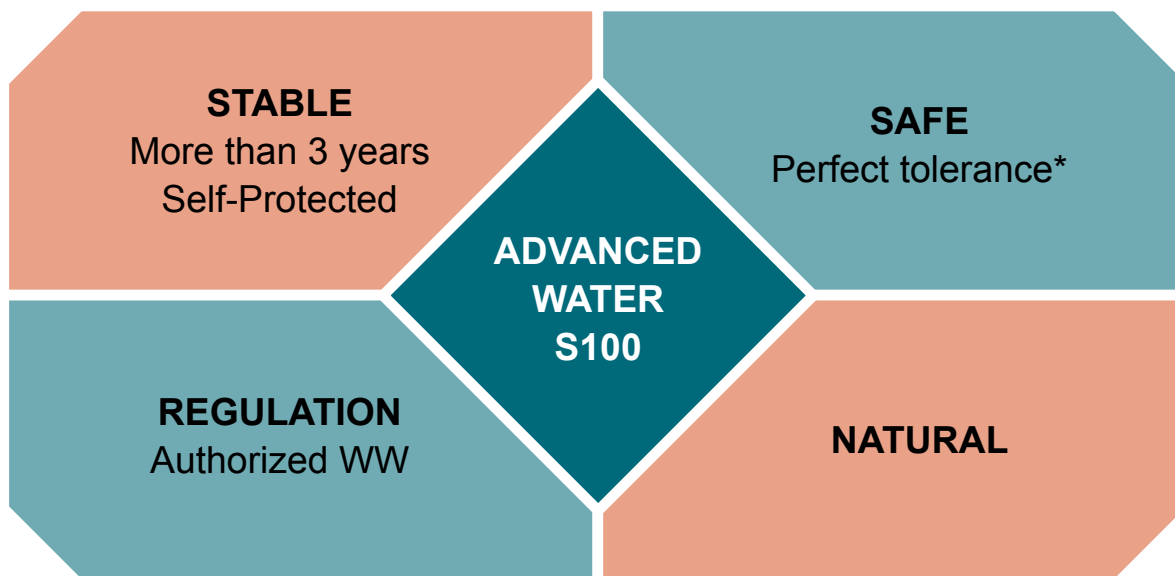 STABLE
More than 3 years
Self-Protected
SAFE
Perfect tolerance*
ADVANCED
WATER
S100
REGULATION
Authorized WW
NATURAL